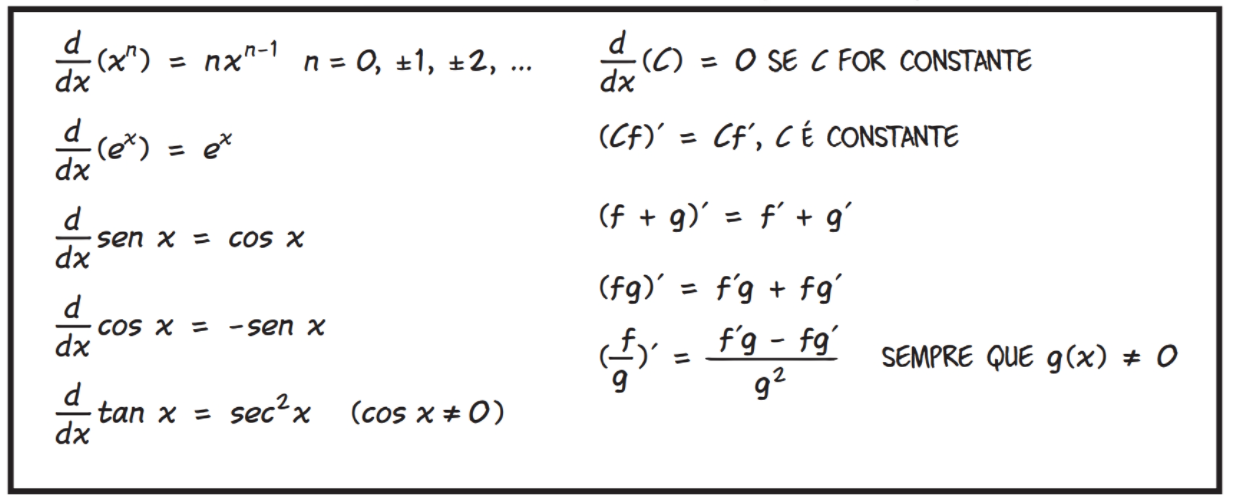 d/dx (xⁿ) = nxⁿ⁻¹ n = 0, ±1, ±2, ...
d/dx (eˣ) = eˣ
d/dx sen x = cos x
d/dx cos x = -sen x
d/dx tan x = sec²x (cos x ≠ 0)
d/dx (C) = 0 SE C FOR CONSTANTE
(Cf)′ = Cf′, C É CONSTANTE
(f + g)′ = f′ + g′
(fg)′ = f′g + fg′
(f/g)′ = f′g - fg′ / g² SEMPRE QUE g(x) ≠ 0